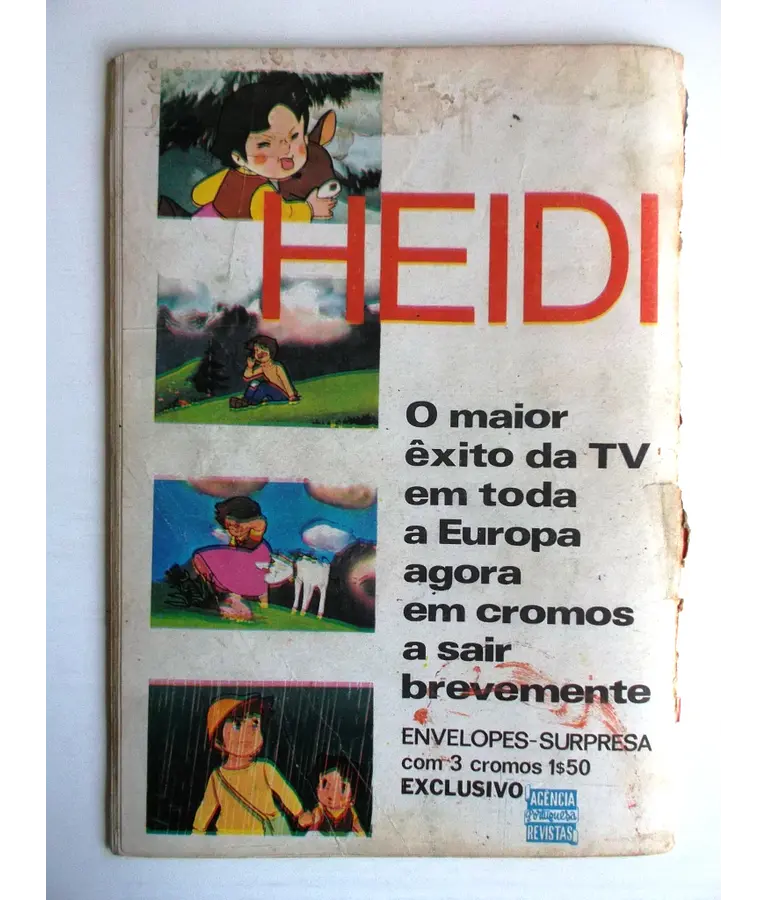 HEIDI
O maior
êxito da TV
em toda
a Europa
agora
em cromos
a sair
brevemente
ENVELOPES-SURPRESA
com 3 cromos 1$50
EXCLUSIVO
AGÊNCIA
portuguesa
REVISTAS